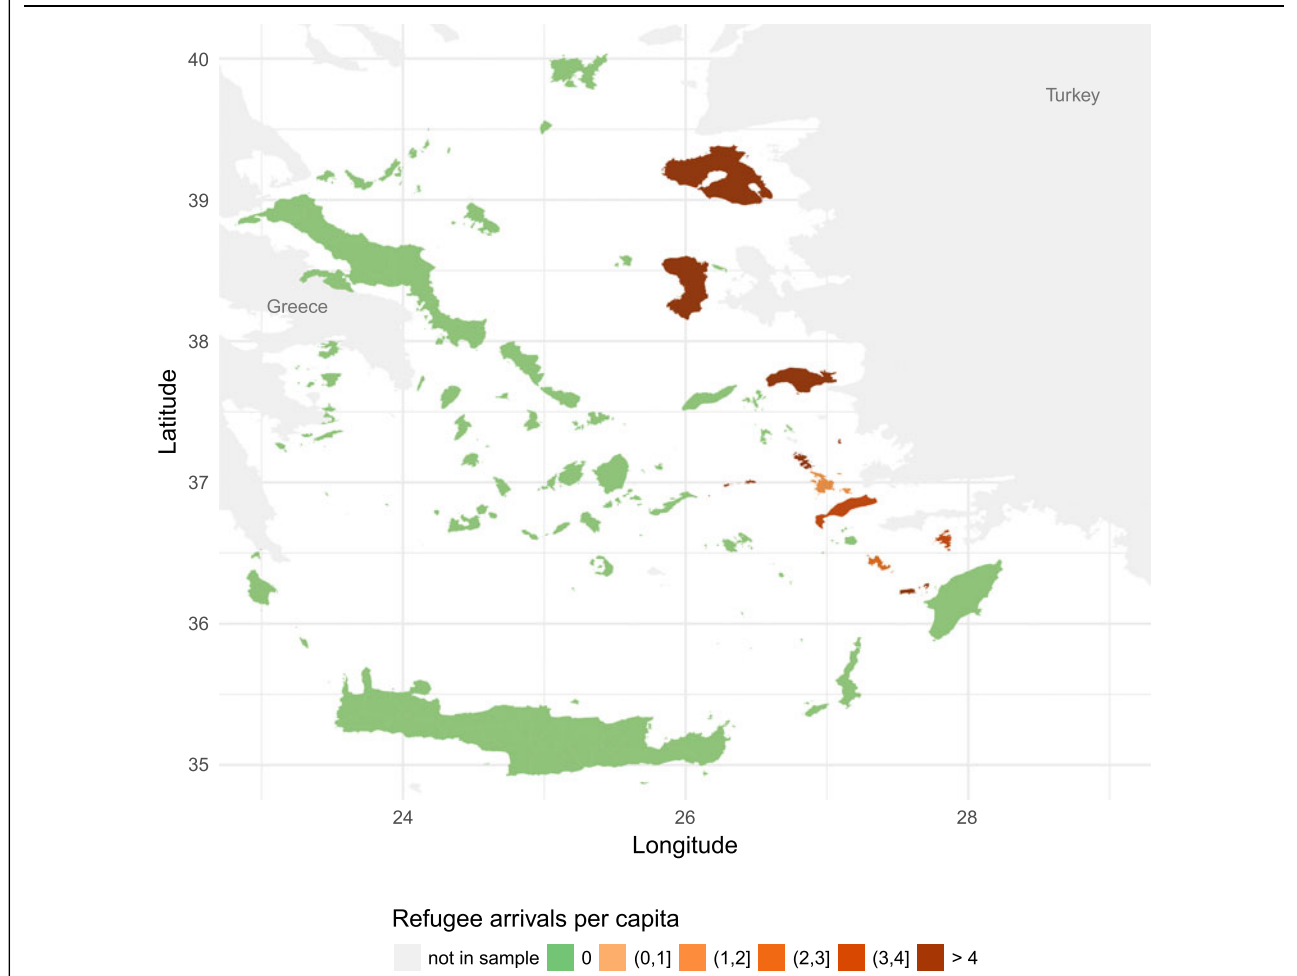 40
Turkey
39
Greece
38
Latitude
37
36
35
24 26 28
Longitude
Refugee arrivals per capita
not in sample 0 (0,1] (1,2] (2,3] (3,4] > 4